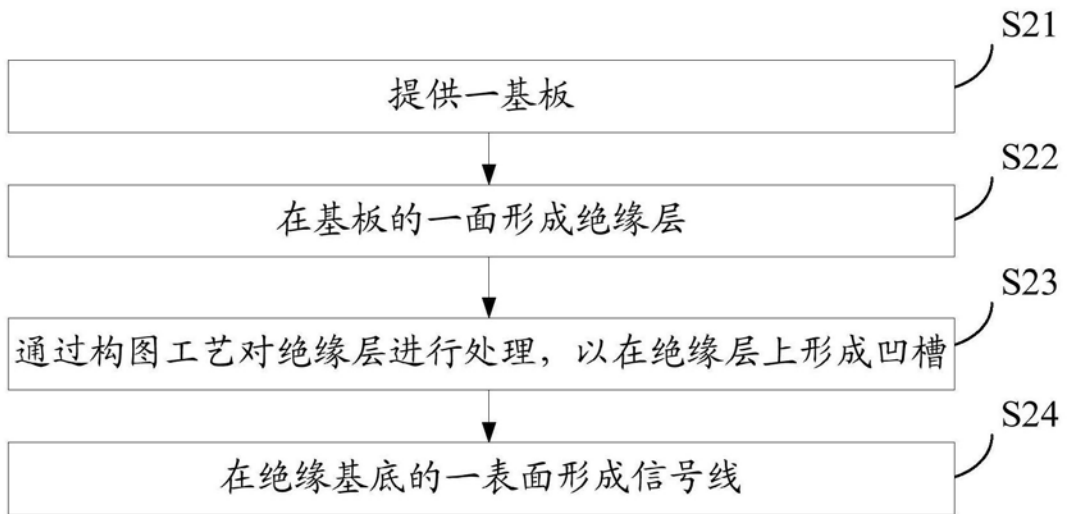 S21
提供一基板
S22
在基板的一面形成绝缘层
S23
通过构图工艺对绝缘层进行处理，以在绝缘层上形成凹槽
S24
在绝缘基底的一表面形成信号线